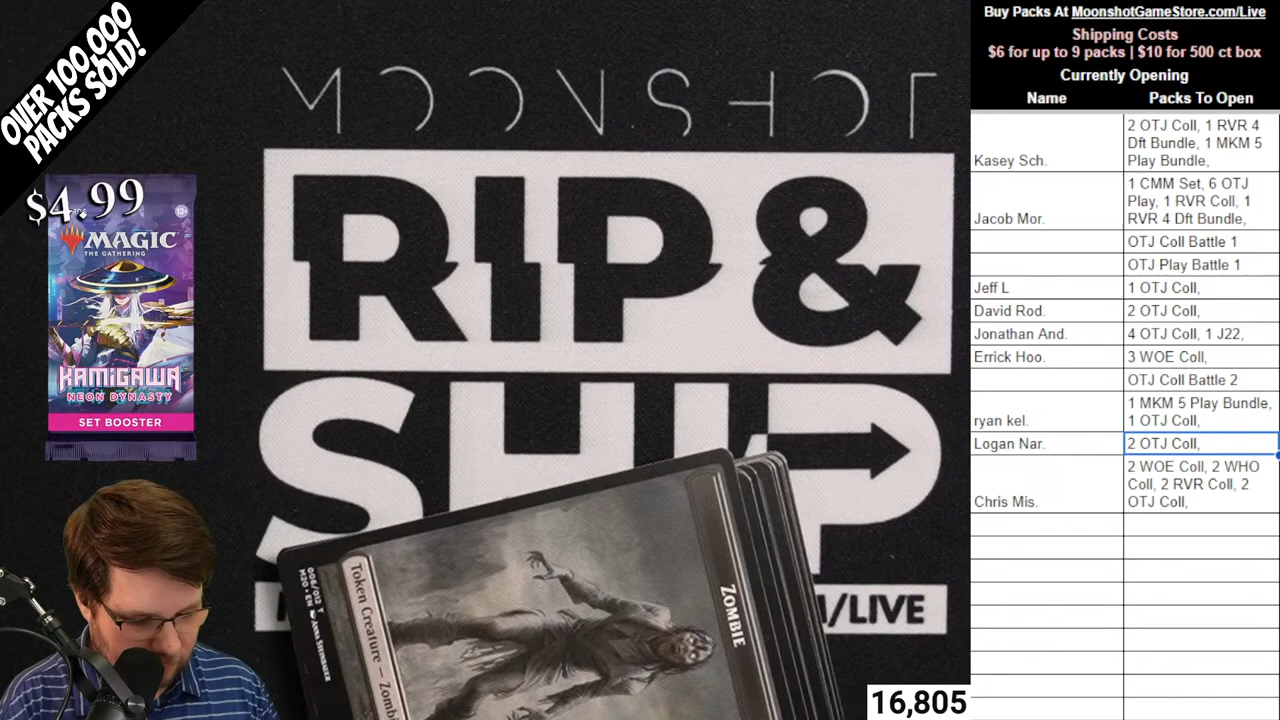 OVER 100,000
PACKS SOLD!
$4.99
MAGIC
THE GATHERING
KAMIGAWA
NEON DYNASTY
SET BOOSTER
MOONSHOT
RIP &
SHIP
/LIVE
ZOMBIE
Token Creature — Zombi
006/012 T
M20 • EN ANNA STEINBAUER
16,805
Buy Packs At MoonshotGameStore.com/Live
Shipping Costs
$6 for up to 9 packs | $10 for 500 ct box
Currently Opening
Name Packs To Open
Kasey Sch. 2 OTJ Coll, 1 RVR 4
Dft Bundle, 1 MKM 5
Play Bundle,
Jacob Mor. 1 CMM Set, 6 OTJ
Play, 1 RVR Coll, 1
RVR 4 Dft Bundle,
OTJ Coll Battle 1
OTJ Play Battle 1
Jeff L 1 OTJ Coll,
David Rod. 2 OTJ Coll,
Jonathan And. 4 OTJ Coll, 1 J22,
Errick Hoo. 3 WOE Coll,
OTJ Coll Battle 2
ryan kel. 1 MKM 5 Play Bundle,
1 OTJ Coll,
Logan Nar. 2 OTJ Coll,
Chris Mis. 2 WOE Coll, 2 WHO
Coll, 2 RVR Coll, 2
OTJ Coll,